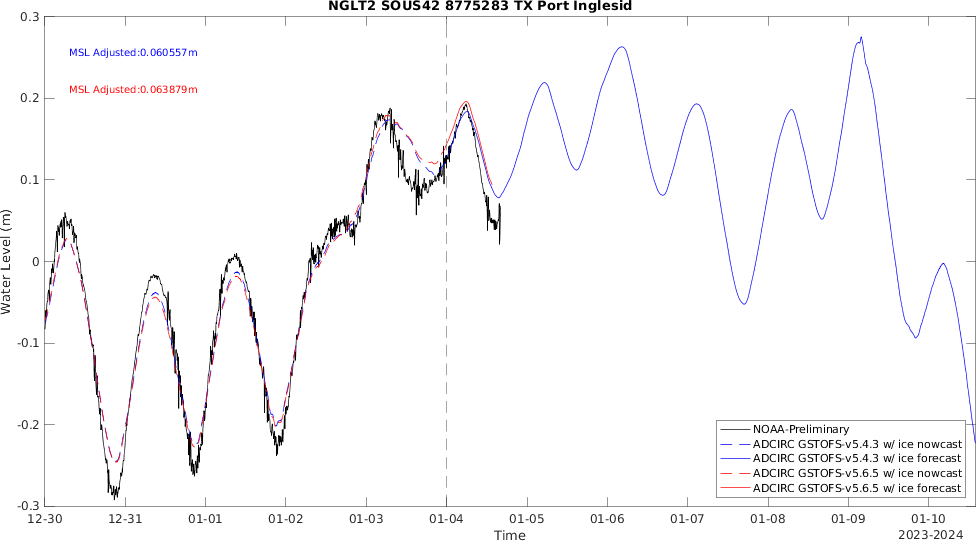 NGLT2 SOUS42 8775283 TX Port Inglesid
MSL Adjusted:0.060557m
MSL Adjusted:0.063879m
Water Level (m)
0.3
0.2
0.1
0
-0.1
-0.2
-0.3
NOAA-Preliminary
ADCIRC GSTOFS-v5.4.3 w/ ice nowcast
ADCIRC GSTOFS-v5.4.3 w/ ice forecast
ADCIRC GSTOFS-v5.6.5 w/ ice nowcast
ADCIRC GSTOFS-v5.6.5 w/ ice forecast
12-30 12-31 01-01 01-02 01-03 01-04 01-05 01-06 01-07 01-08 01-09 01-10
Time
2023-2024